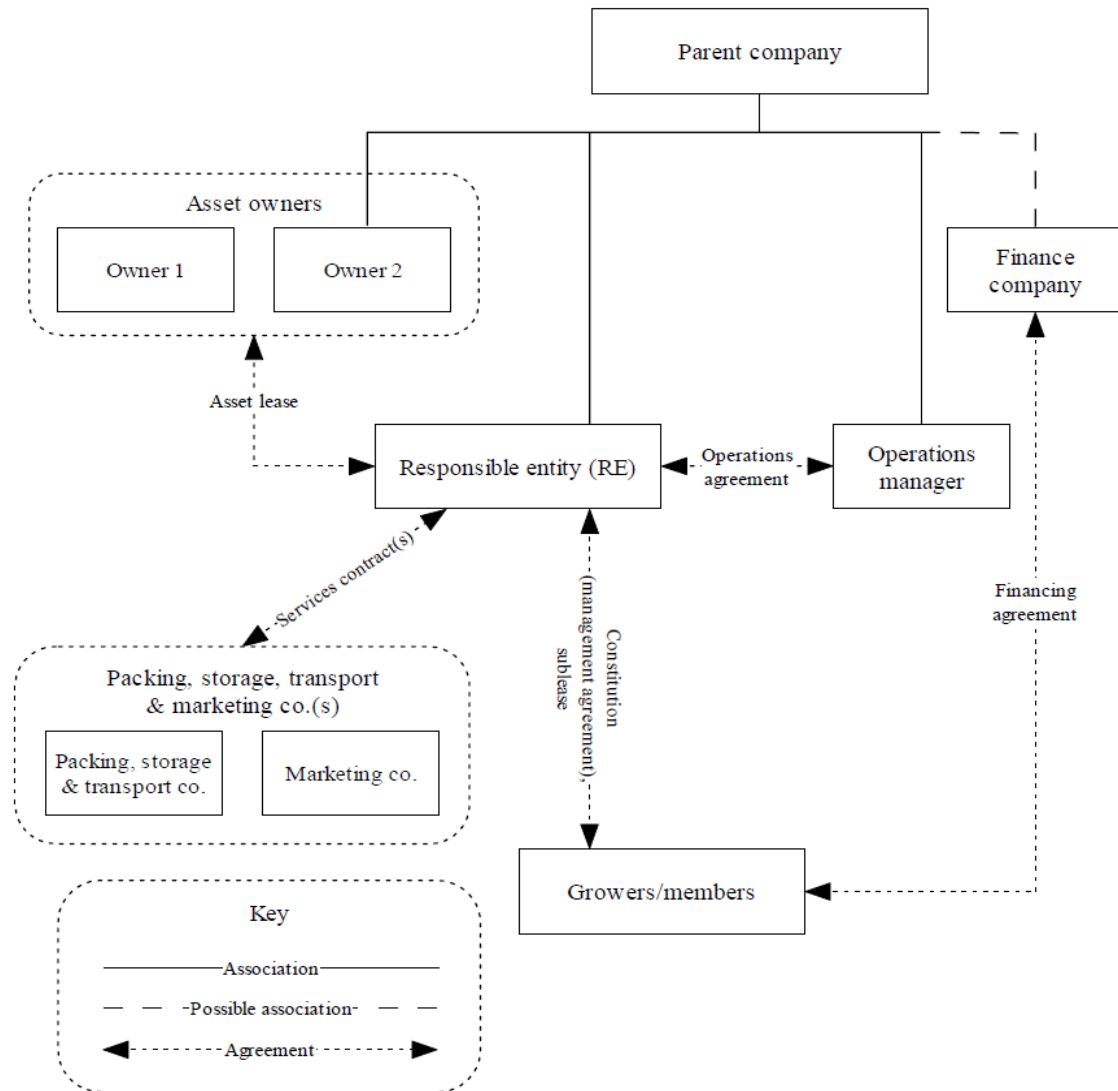 Parent company
Asset owners
Owner 1
Owner 2
Finance
company
Asset lease
Responsible entity (RE)
Operations
agreement
Operations
manager
Services contract(s)
Constitution
(management agreement),
sublease
Financing
agreement
Packing, storage, transport
& marketing co.(s)
Packing, storage
& transport co.
Marketing co.
Growers/members
Key
Association
Possible association
Agreement